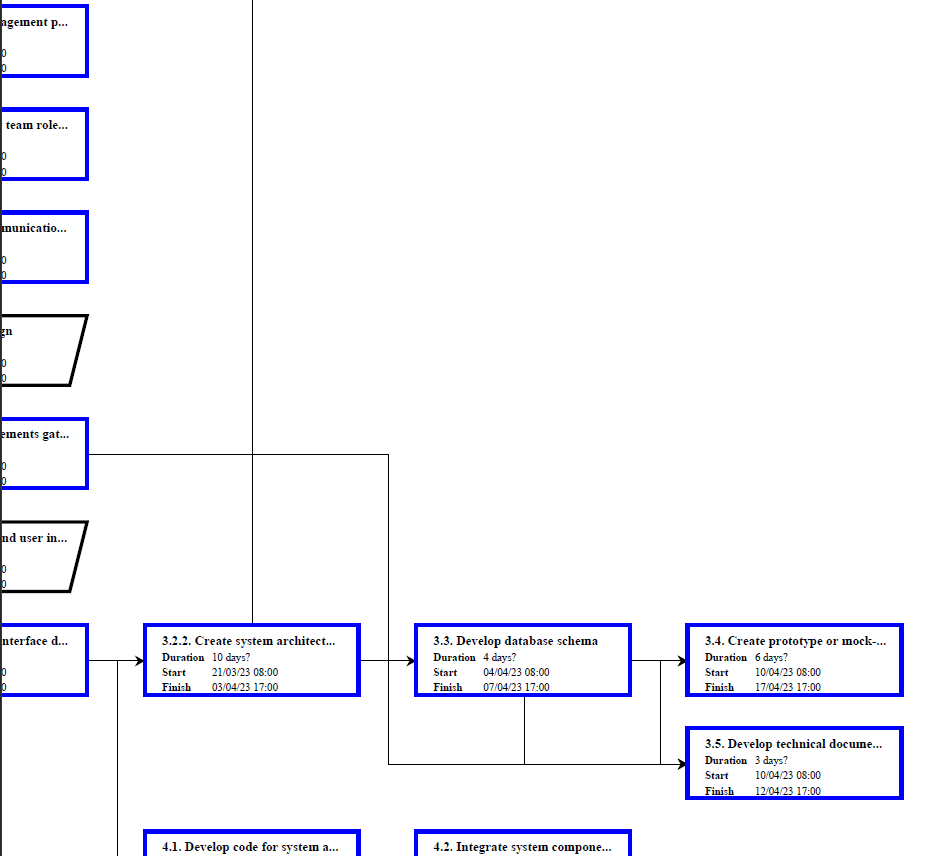 agement p...
0
0
team role...
0
0
municatio...
0
0
gn
0
0
ements gat...
0
0
nd user in...
0
0
nterface d...
0
0
3.2.2. Create system architect...
Duration 10 days?
Start 21/03/23 08:00
Finish 03/04/23 17:00
3.3. Develop database schema
Duration 4 days?
Start 04/04/23 08:00
Finish 07/04/23 17:00
3.4. Create prototype or mock-...
Duration 6 days?
Start 10/04/23 08:00
Finish 17/04/23 17:00
3.5. Develop technical docume...
Duration 3 days?
Start 10/04/23 08:00
Finish 12/04/23 17:00
4.1. Develop code for system a...
4.2. Integrate system compone...